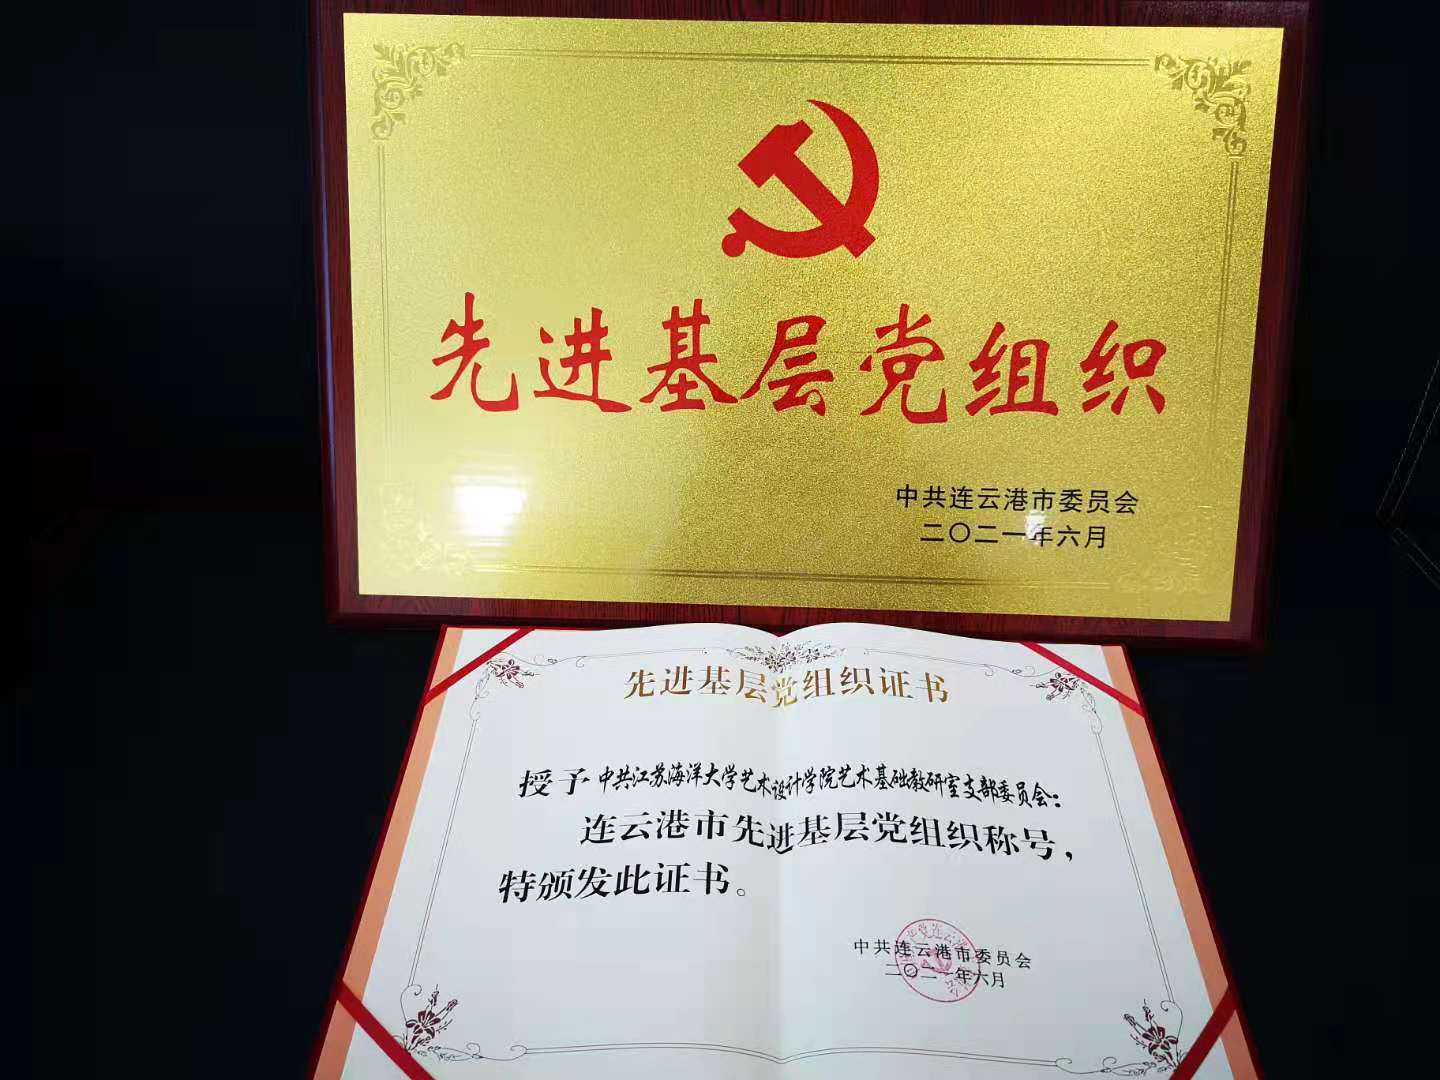 先进基层党组织
中共连云港市委员会
二〇二一年六月
先进基层党组织证书
授予中共江苏海洋大学艺术设计学院艺术基础教研室支部委员会：
连云港市先进基层党组织称号，
特颁发此证书。
中共连云港市委员会
二〇二一年六月